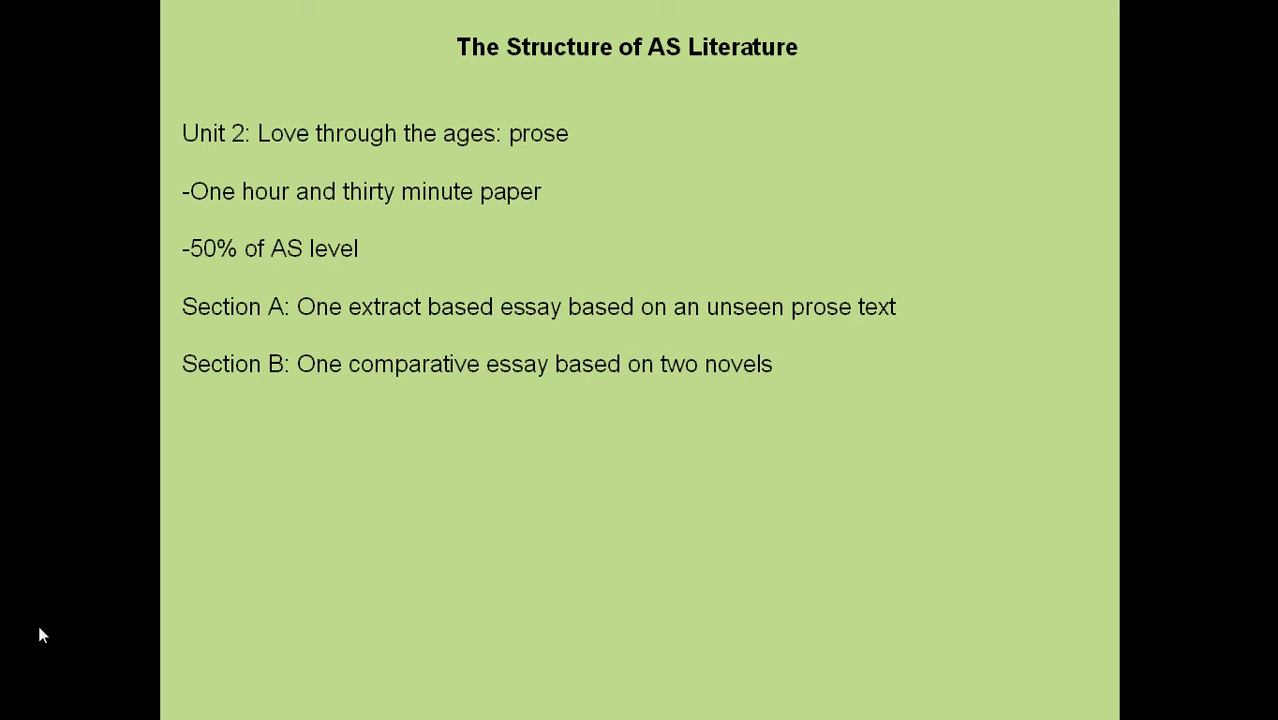 The Structure of AS Literature
Unit 2: Love through the ages: prose
-One hour and thirty minute paper
-50% of AS level
Section A: One extract based essay based on an unseen prose text
Section B: One comparative essay based on two novels